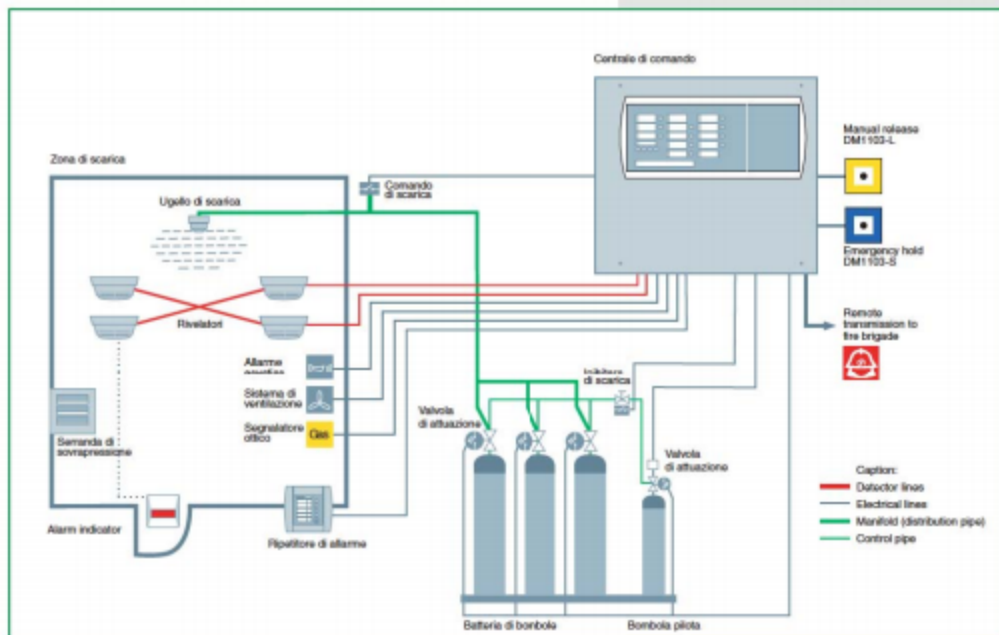 Centrale di comando
Manual release
DM1103-L
Zona di scarica
Comando
di scarica
Ugello di scarica
Emergency hold
DM1103-S
Rivelatori
Remote
transmission to
fire brigade
Allarme
di scarica
Sistema di
ventilazione
Valvola
di attuazione
Segnalatore
ottico
Gas
Serranda di
sovrapressione
Valvola
di attuazione
Caption:
Detector lines
Electrical lines
Manifold (distribution pipe)
Control pipe
Alarm indicator
Ripetitore di allarme
Batteria di bombole
Bombola pilota